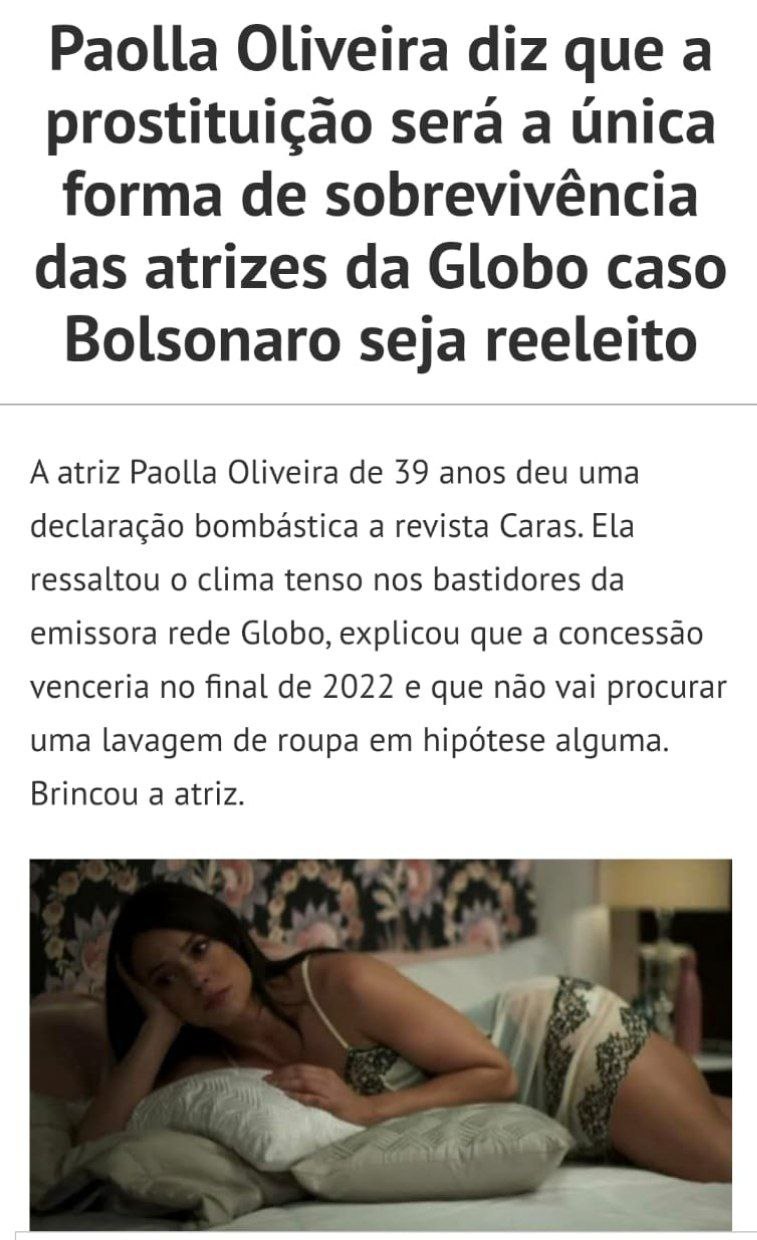 Paolla Oliveira diz que a
prostituição será a única
forma de sobrevivência
das atrizes da Globo caso
Bolsonaro seja reeleito
A atriz Paolla Oliveira de 39 anos deu uma
declaração bombástica a revista Caras. Ela
ressaltou o clima tenso nos bastidores da
emissora rede Globo, explicou que a concessão
venceria no final de 2022 e que não vai procurar
uma lavagem de roupa em hipótese alguma.
Brincou a atriz.